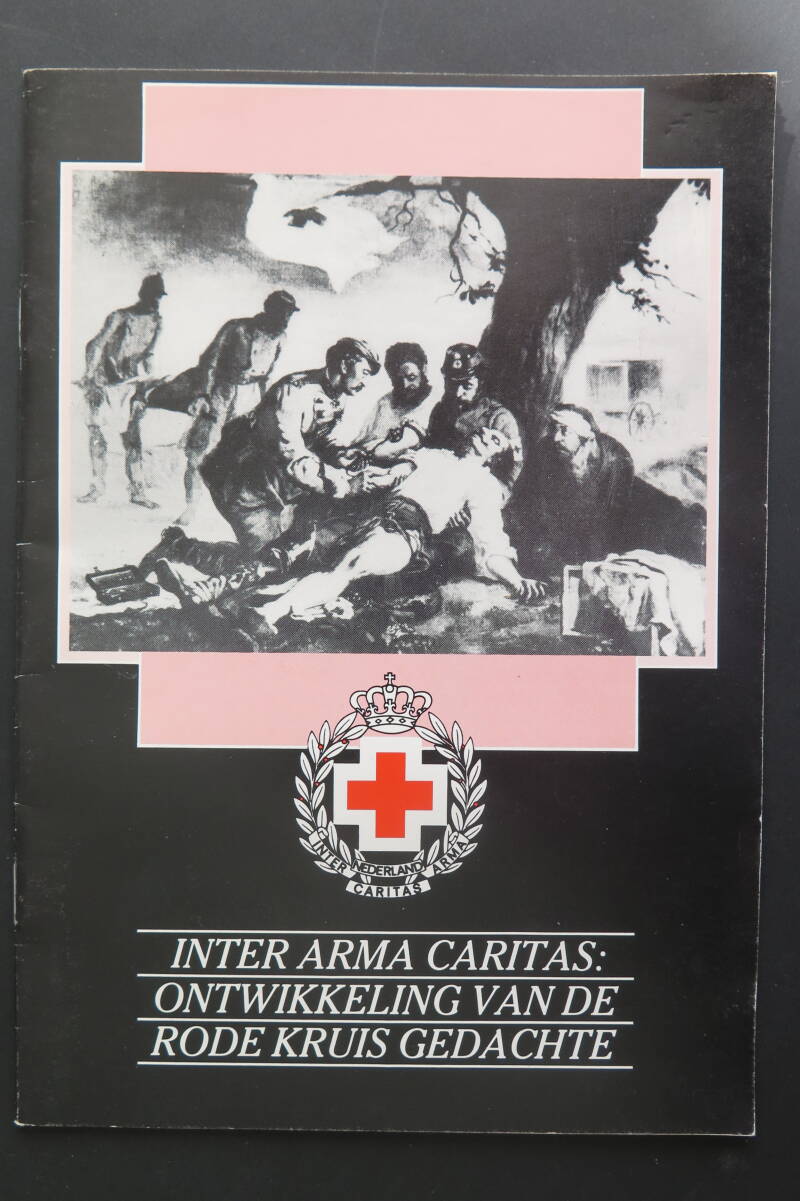 NEDERLAND
INTER CARITAS ARMA
INTER ARMA CARITAS:
ONTWIKKELING VAN DE
RODE KRUIS GEDACHTE